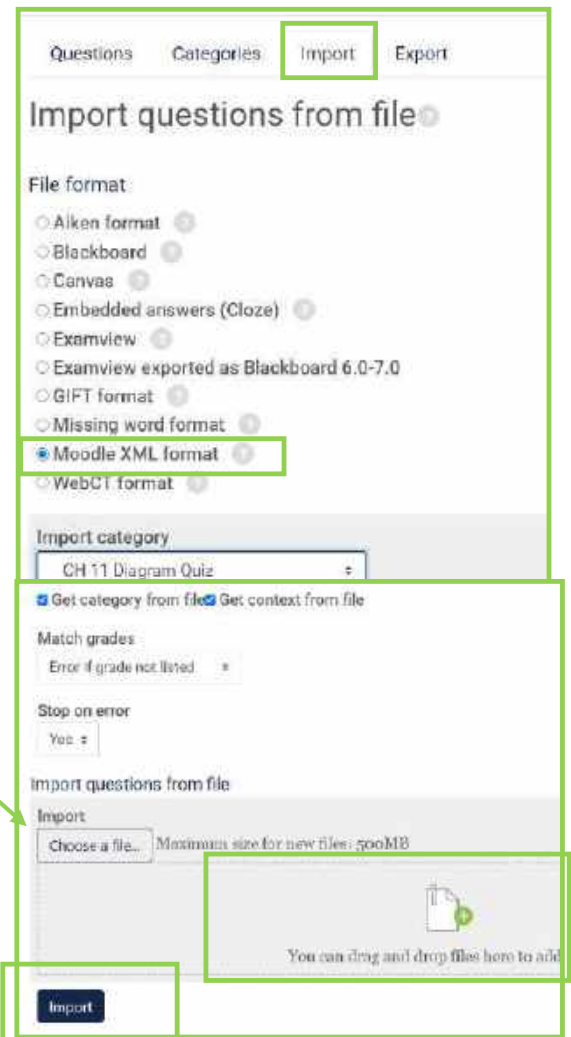 Questions Categories Import Export
Import questions from file
File format
Aiken format
Blackboard
Canvas
Embedded answers (Cloze)
Examview
Examview exported as Blackboard 6.0-7.0
GIFT format
Missing word format
Moodle XML format
WebCT format
Import category
CH 11 Diagram Quiz
Get category from file Get context from file
Match grades
Error if grade not listed
Stop on error
Yes
Import questions from file
Import
Choose a file... Maximum size for new files: 500MB
You can drag and drop files here to add
Import